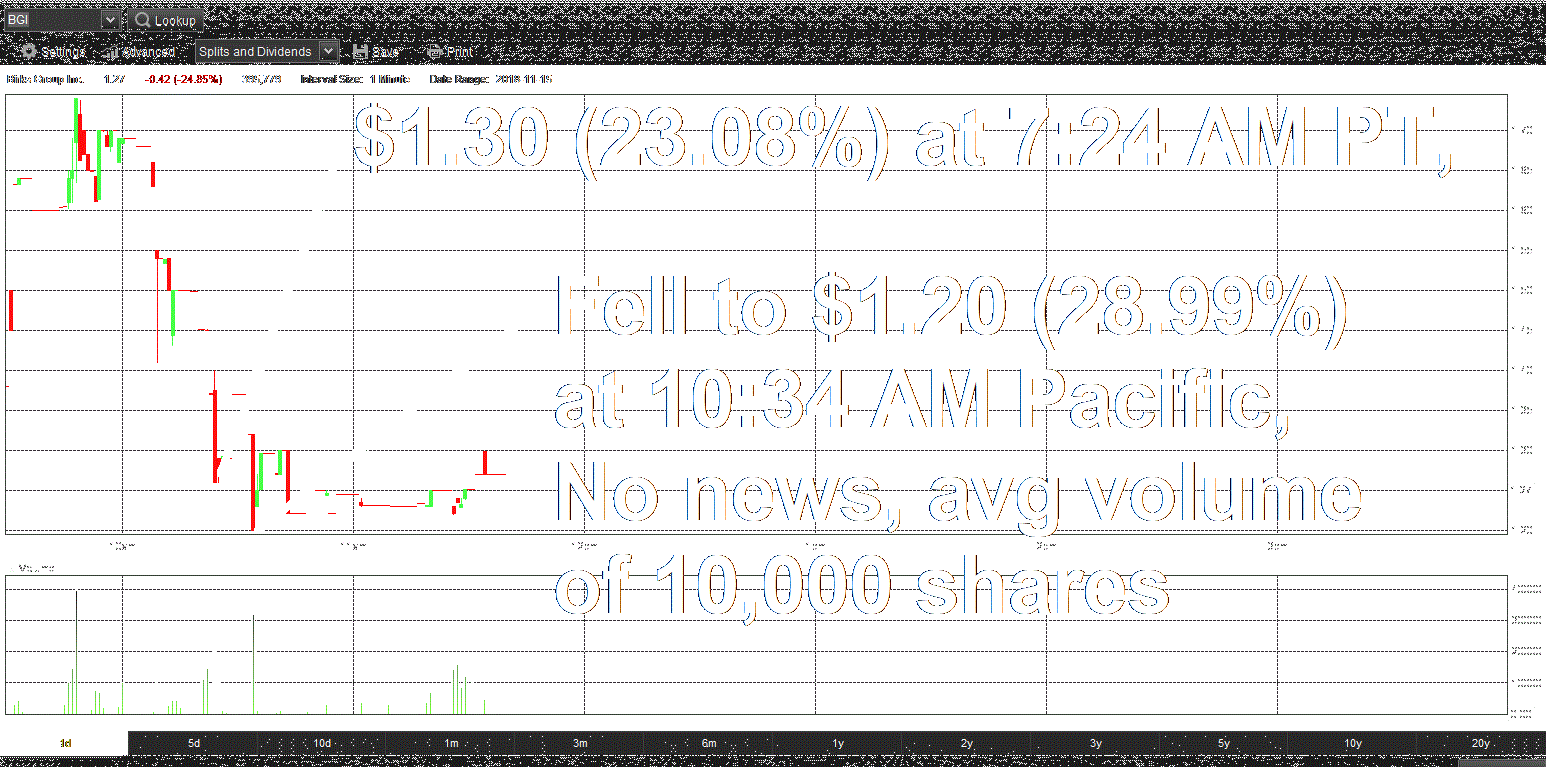 BGI Lookup
Settings Advanced Splits and Dividends Save Print
Birks Group Inc. 1.27 -0.42 (-24.85%) Interval Size: 1 Minute Date Range: 2018-11-15
$1.30 (23.08%) at 7:24 AM PT,
Fell to $1.20 (28.99%)
at 10:34 AM Pacific,
No news, avg volume
of 10,000 shares
Volume
1d 5d 10d 1m 3m 6m 1y 2y 3y 5y 10y 20y